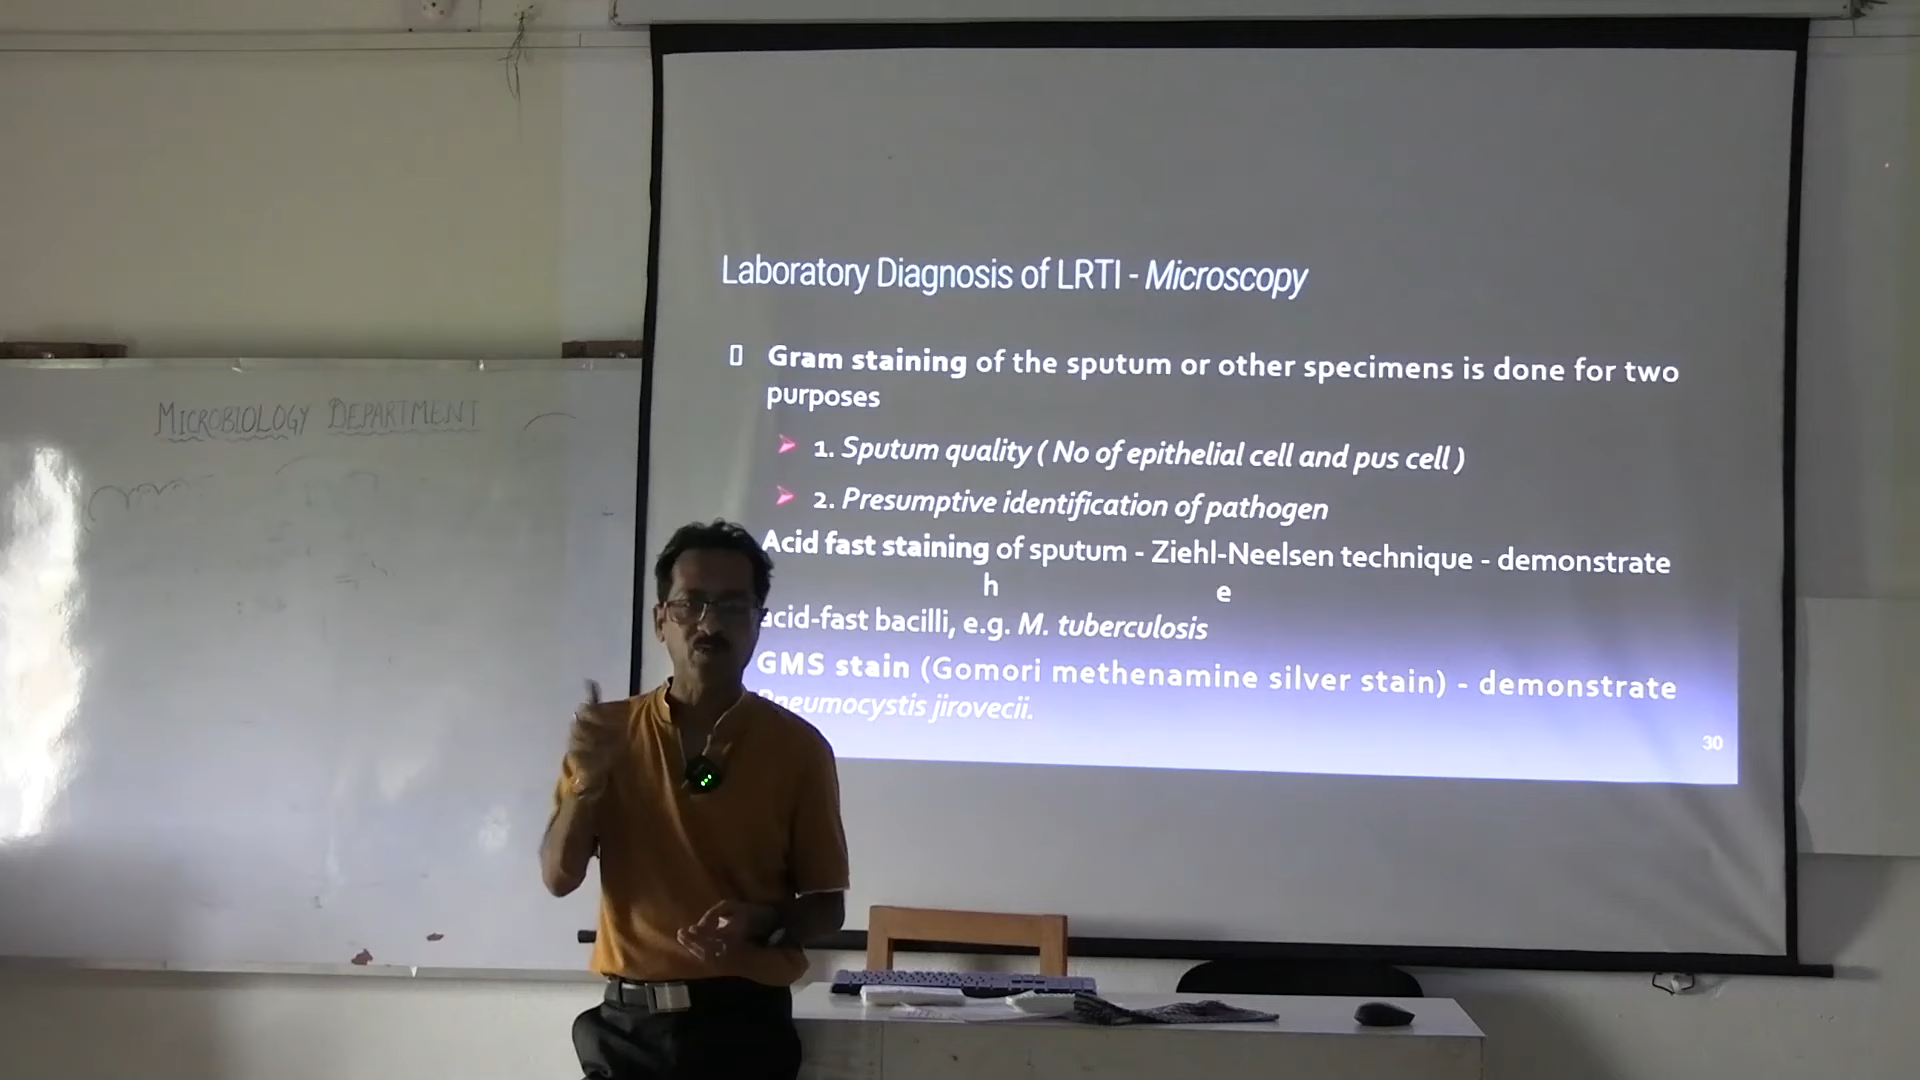 MICROBIOLOGY DEPARTMENT
Laboratory Diagnosis of LRTI - Microscopy
Gram staining of the sputum or other specimens is done for two
purposes
1. Sputum quality ( No of epithelial cell and pus cell )
2. Presumptive identification of pathogen
Acid fast staining of sputum - Ziehl-Neelsen technique - demonstrate
h e
acid-fast bacilli, e.g. M. tuberculosis
GMS stain (Gomori methenamine silver stain) - demonstrate
Pneumocystis jirovecii.
30